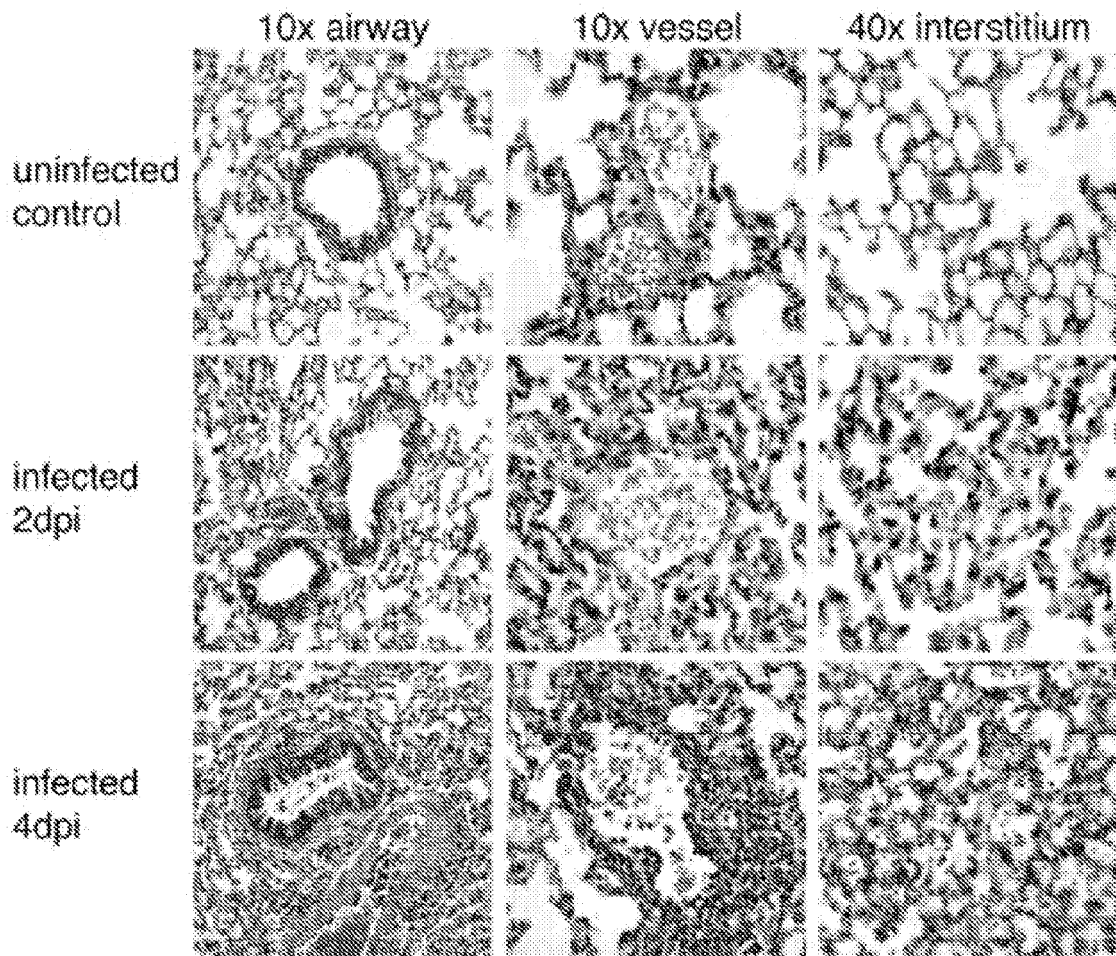 10x airway 10x vessel 40x interstitium
uninfected
control
infected
2dpi
infected
4dpi